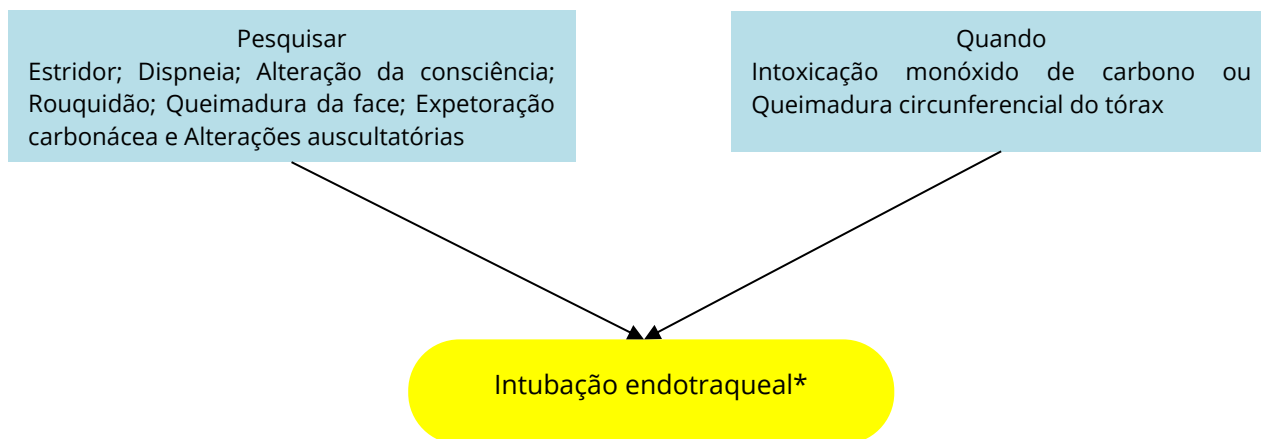 Pesquisar
Estridor; Dispneia; Alteração da consciência;
Rouquidão; Queimadura da face; Expetoração
carbonácea e Alterações auscultatórias
Quando
Intoxicação monóxido de carbono ou
Queimadura circunferencial do tórax
Intubação endotraqueal*